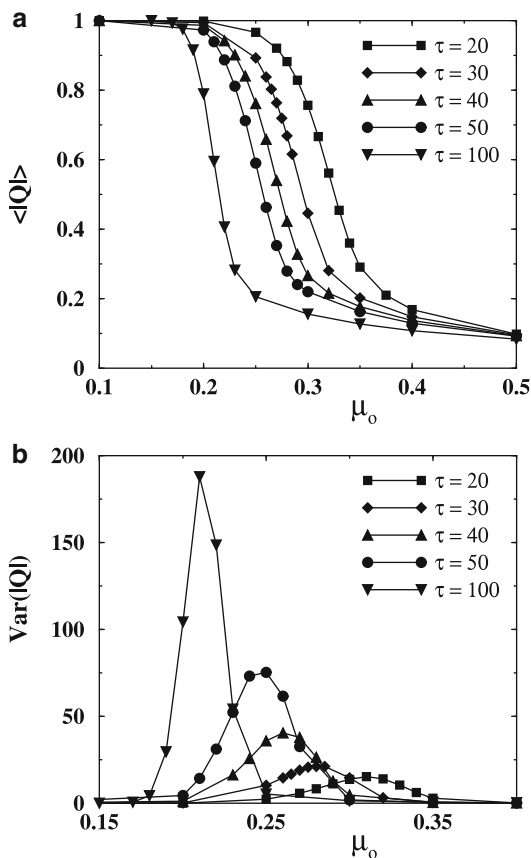 a
1
0.8
0.6
0.4
0.2
0
<|Q|>
τ = 20
τ = 30
τ = 40
τ = 50
τ = 100
0.1
0.2
0.3
0.4
0.5
μo
b
200
150
100
50
0
Var(|Q|)
τ = 20
τ = 30
τ = 40
τ = 50
τ = 100
0.15
0.25
0.35
μo